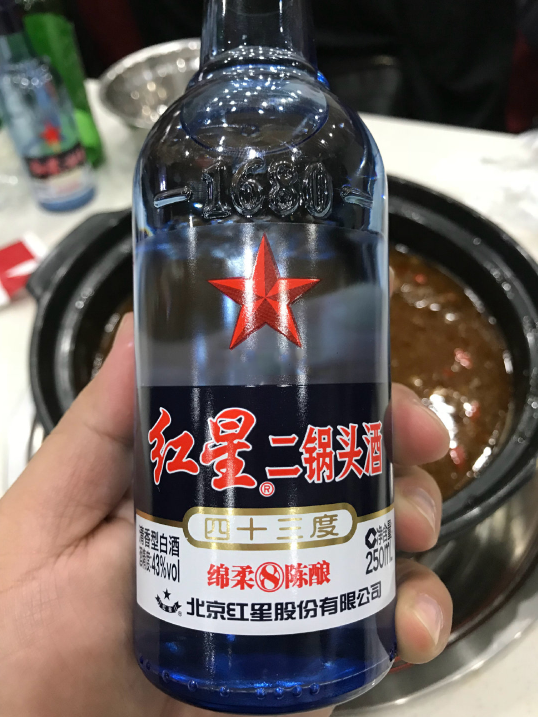 1680
红星®二锅头酒
四十三度
清香型白酒
酒精度:43%vol
净含量:
250mL
绵柔8陈酿
北京红星股份有限公司